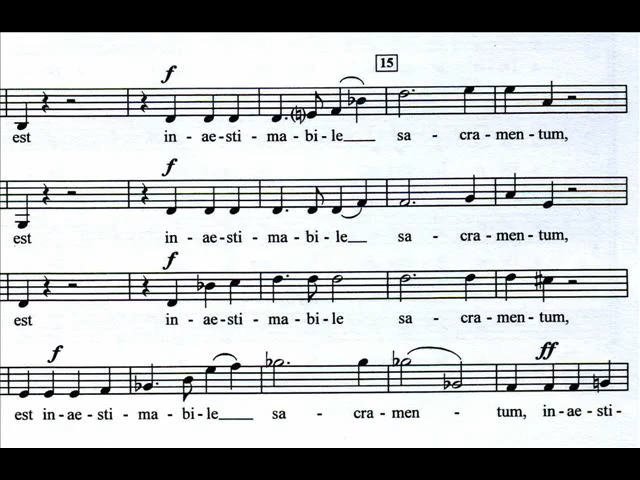 15
f
est in - ae - sti - ma - bi - le sa - cra - men - tum,
f
est in - ae - sti - ma - bi - le sa - cra - men - tum,
f
est in - ae - sti - ma - bi - le sa - cra - men - tum,
f ff
est in - ae - sti - ma - bi - le sa - cra - men - tum, in - ae - sti -